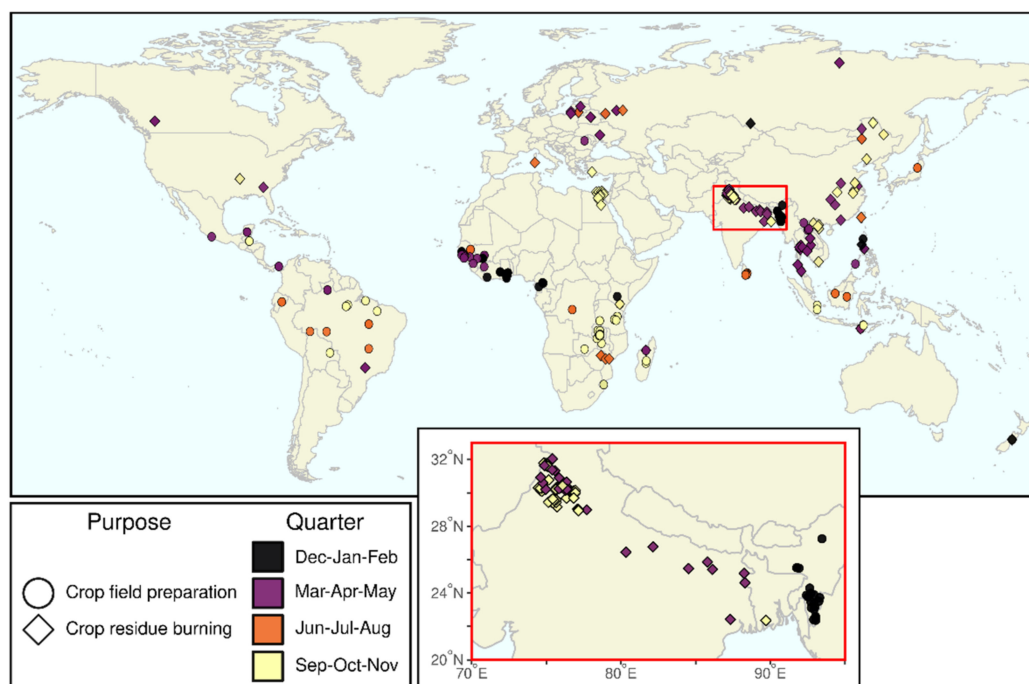 32°N
28°N
24°N
20°N
70°E
80°E
90°E
Purpose
Crop field preparation
Crop residue burning
Quarter
Dec-Jan-Feb
Mar-Apr-May
Jun-Jul-Aug
Sep-Oct-Nov